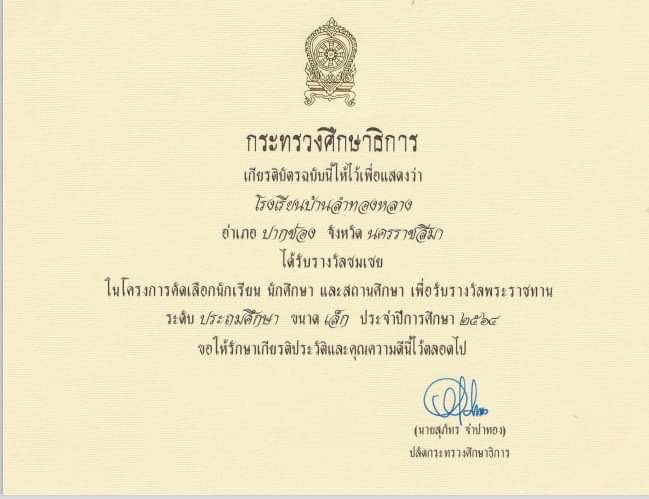 กระทรวงศึกษาธิการ
เกียรติบัตรฉบับนี้ให้ไว้เพื่อแสดงว่า
โรงเรียนบ้านลำทองหลาง
อำเภอ ปากช่อง จังหวัด นครราชสีมา
ได้รับรางวัลชมเชย
ในโครงการคัดเลือกนักเรียน นักศึกษา และสถานศึกษา เพื่อรับรางวัลพระราชทาน
ระดับ ประถมศึกษา ขนาด เล็ก ประจำปีการศึกษา ๒๕๖๔
ขอให้รักษาเกียรติประวัติและคุณความดีนี้ไว้ตลอดไป
(นายสุภัทร จำปาทอง)
ปลัดกระทรวงศึกษาธิการ